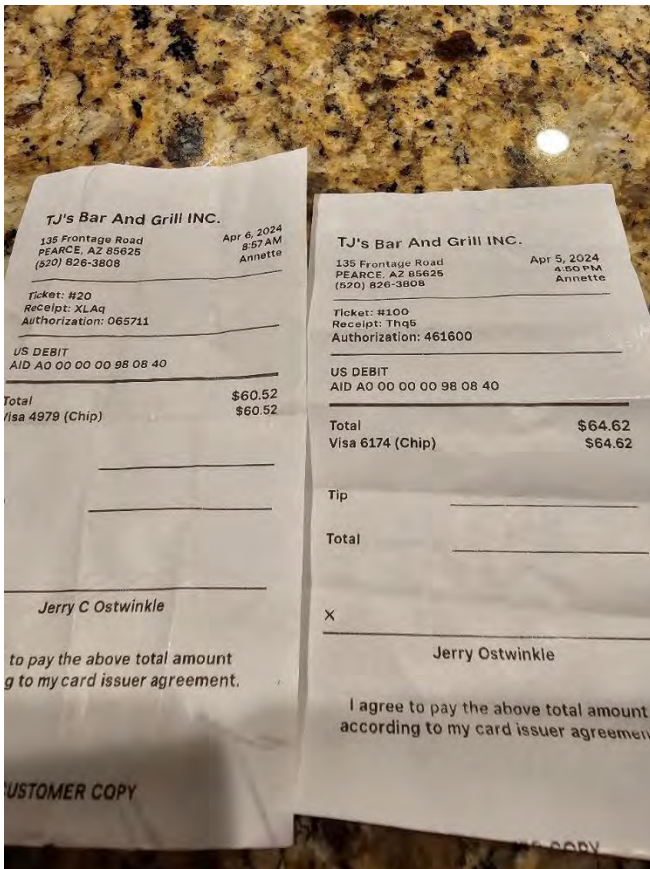 TJ's Bar And Grill INC.
135 Frontage Road
PEARCE, AZ 85625
(520) 826-3808
Apr 6, 2024
8:57 AM
Annette
Ticket: #20
Receipt: XLAq
Authorization: 065711
US DEBIT
AID A0 00 00 00 98 08 40
Total $60.52
Visa 4979 (Chip) $60.52
Jerry C Ostwinkle
to pay the above total amount
g to my card issuer agreement.
CUSTOMER COPY
TJ's Bar And Grill INC.
135 Frontage Road
PEARCE, AZ 85625
(520) 826-3808
Apr 5, 2024
4:50 PM
Annette
Ticket: #100
Receipt: Thq5
Authorization: 461600
US DEBIT
AID A0 00 00 00 98 08 40
Total $64.62
Visa 6174 (Chip) $64.62
Tip
Total
X
Jerry Ostwinkle
I agree to pay the above total amount
according to my card issuer agreemen
COPY